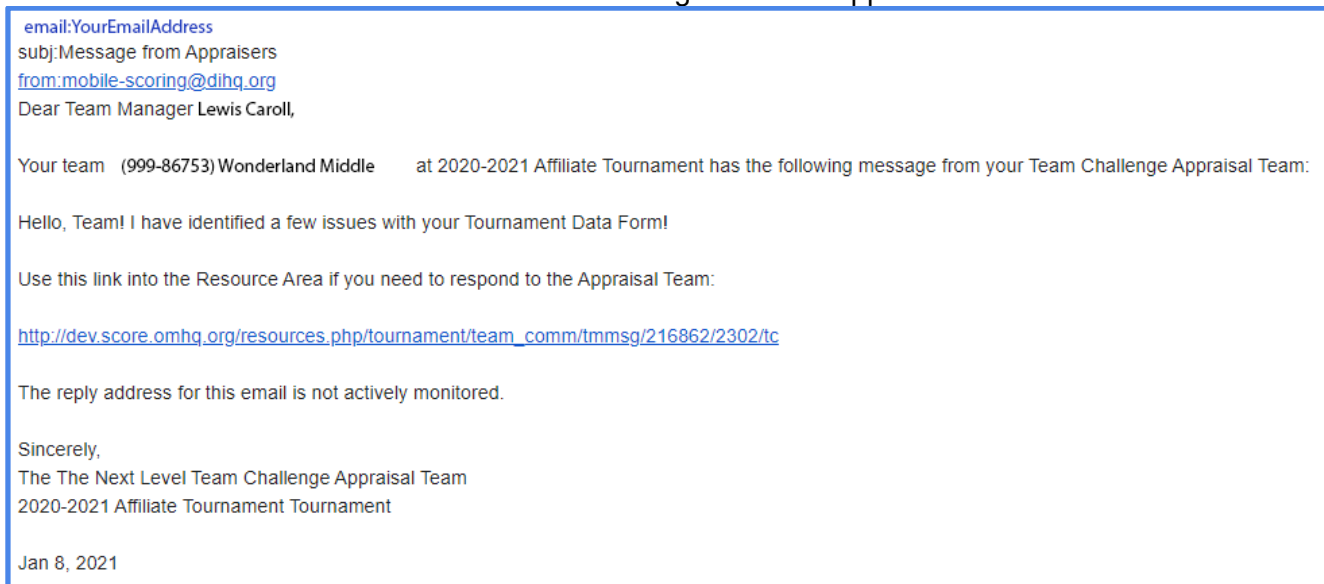 email:YourEmailAddress
subj:Message from Appraisers
from:mobile-scoring@dihq.org
Dear Team Manager Lewis Caroll,
Your team (999-86753) Wonderland Middle at 2020-2021 Affiliate Tournament has the following message from your Team Challenge Appraisal Team:
Hello, Team! I have identified a few issues with your Tournament Data Form!
Use this link into the Resource Area if you need to respond to the Appraisal Team:
http://dev.score.omhq.org/resources.php/tournament/team_comm/tmmsg/216862/2302/tc
The reply address for this email is not actively monitored.
Sincerely,
The The Next Level Team Challenge Appraisal Team
2020-2021 Affiliate Tournament Tournament
Jan 8, 2021